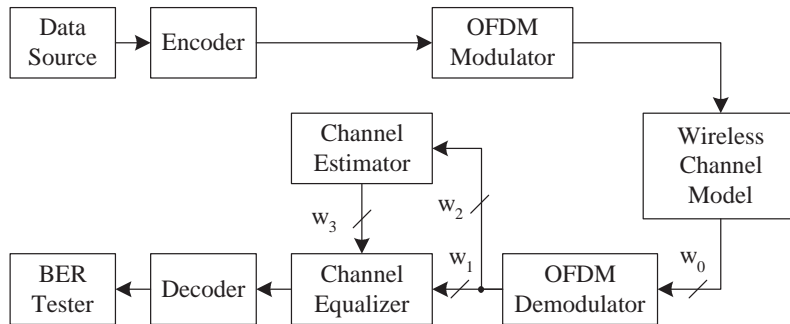 Data
Source
Encoder
OFDM
Modulator
Channel
Estimator
Wireless
Channel
Model
w3
w2
w1
w0
BER
Tester
Decoder
Channel
Equalizer
OFDM
Demodulator